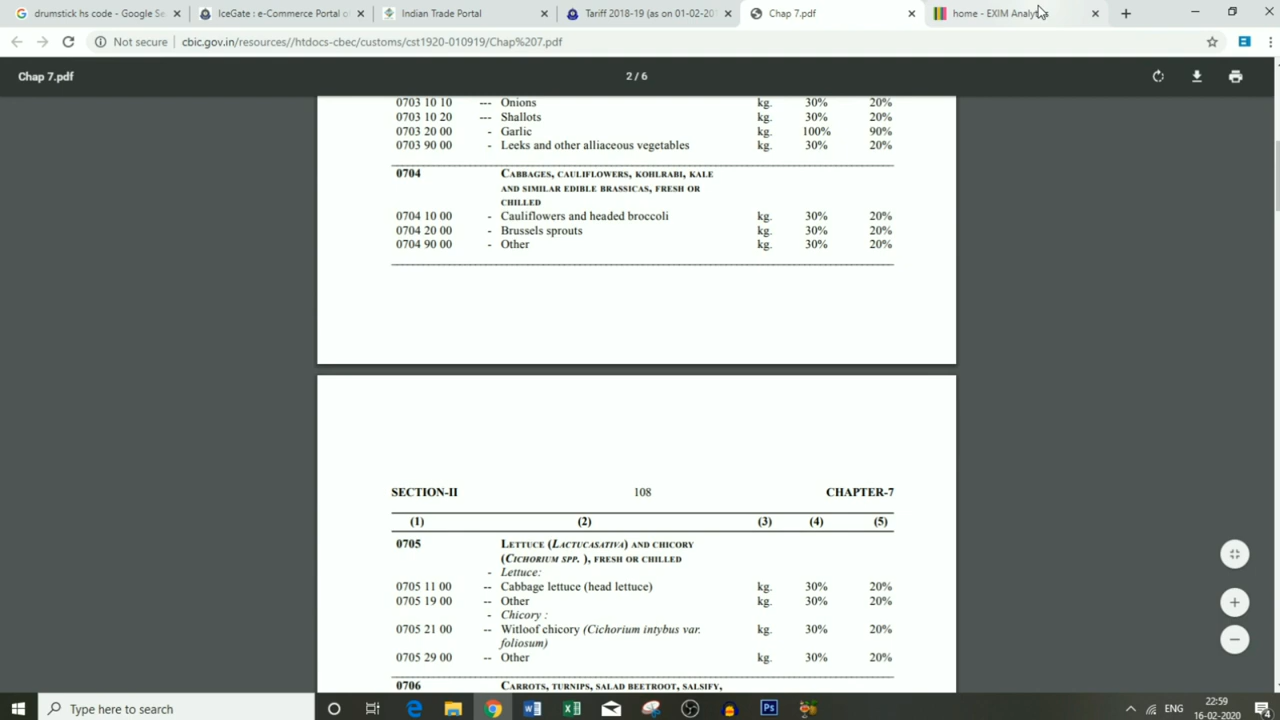 drumstick hs code - Google Se
IceGate : e-Commerce Portal o
Indian Trade Portal
Tariff 2018-19 (as on 01-02-20
Chap 7.pdf
home - EXIM Analytics
Not secure
cbic.gov.in/resources//htdocs-cbec/customs/cst1920-010919/Chap%207.pdf
Chap 7.pdf
2 / 6
0703 10 10 --- Onions kg. 30% 20%
0703 10 20 --- Shallots kg. 30% 20%
0703 20 00 - Garlic kg. 100% 90%
0703 90 00 - Leeks and other alliaceous vegetables kg. 30% 20%
0704 CABBAGES, CAULIFLOWERS, KOHLRABI, KALE
AND SIMILAR EDIBLE BRASSICAS, FRESH OR
CHILLED
0704 10 00 - Cauliflowers and headed broccoli kg. 30% 20%
0704 20 00 - Brussels sprouts kg. 30% 20%
0704 90 00 - Other kg. 30% 20%
SECTION-II 108 CHAPTER-7
(1) (2) (3) (4) (5)
0705 LETTUCE (LACTUCASATIVA) AND CHICORY
(CICHORIUM SPP. ), FRESH OR CHILLED
- Lettuce:
0705 11 00 -- Cabbage lettuce (head lettuce) kg. 30% 20%
0705 19 00 -- Other kg. 30% 20%
- Chicory :
0705 21 00 -- Witloof chicory (Cichorium intybus var. kg. 30% 20%
foliosum)
0705 29 00 -- Other kg. 30% 20%
0706 CARROTS, TURNIPS, SALAD BEETROOT, SALSIFY,
Type here to search
ENG
22:59
16-02-2020